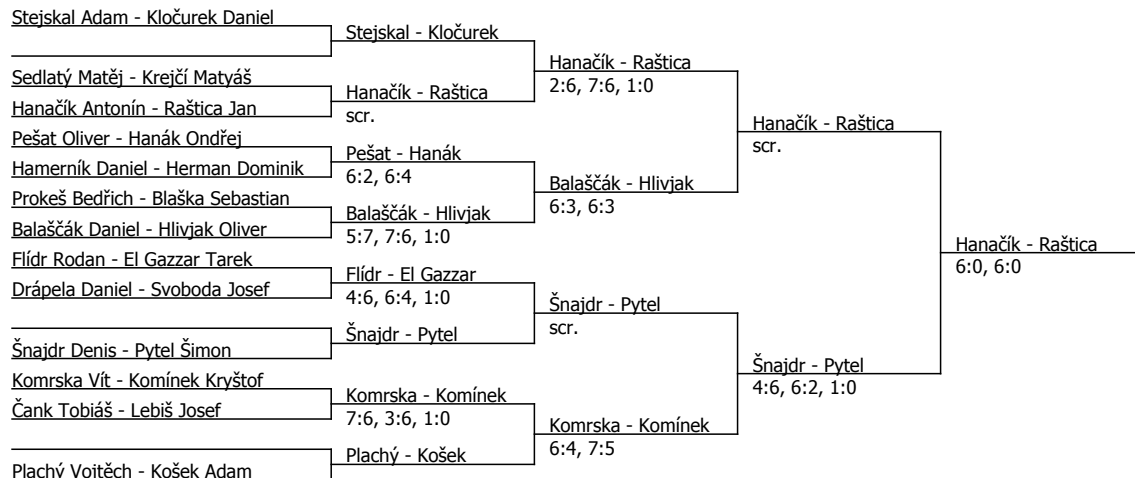 Stejskal Adam - Kločurek Daniel
Sedlatý Matěj - Krejčí Matyáš
Hanačík Antonín - Raštica Jan
Pešat Oliver - Hanák Ondřej
Hamerník Daniel - Herman Dominik
Prokeš Bedřich - Blaška Sebastian
Balaščák Daniel - Hlivjak Oliver
Flídr Rodan - El Gazzar Tarek
Drápela Daniel - Svoboda Josef
Šnajdr Denis - Pytel Šimon
Komrska Vít - Komínek Kryštof
Čank Tobiáš - Lebiš Josef
Plachý Vojtěch - Košek Adam
Stejskal - Kločurek
Hanačík - Raštica
scr.
Pešat - Hanák
6:2, 6:4
Balaščák - Hlivjak
5:7, 7:6, 1:0
Flídr - El Gazzar
4:6, 6:4, 1:0
Šnajdr - Pytel
Komrska - Komínek
7:6, 3:6, 1:0
Plachý - Košek
Hanačík - Raštica
2:6, 7:6, 1:0
Balaščák - Hlivjak
6:3, 6:3
Šnajdr - Pytel
scr.
Komrska - Komínek
6:4, 7:5
Hanačík - Raštica
scr.
Šnajdr - Pytel
4:6, 6:2, 1:0
Hanačík - Raštica
6:0, 6:0